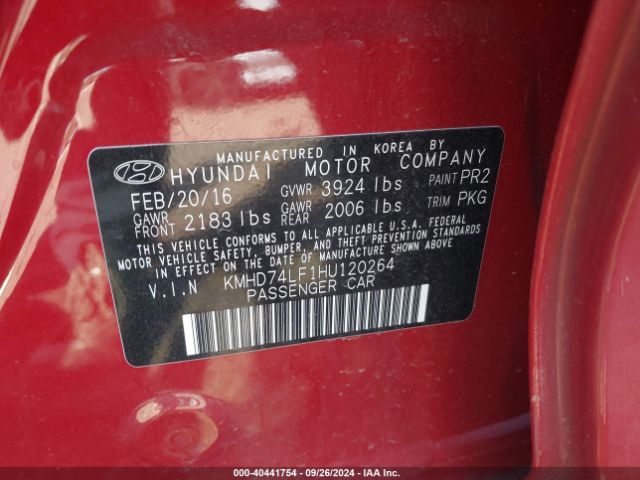 MANUFACTURED IN KOREA BY
HYUNDAI MOTOR COMPANY
FEB/20/16 GVWR 3924 lbs PAINT PR2
GAWR FRONT 2183 lbs GAWR REAR 2006 lbs TRIM PKG
THIS VEHICLE CONFORMS TO ALL APPLICABLE U.S.A. FEDERAL
MOTOR VEHICLE SAFETY, BUMPER, AND THEFT PREVENTION
STANDARDS IN EFFECT ON THE DATE OF MANUFACTURE SHOWN ABOVE.
V.I.N KMHD74LF1HU120264
PASSENGER CAR
000-40441754 - 09/26/2024 - IAA Inc.